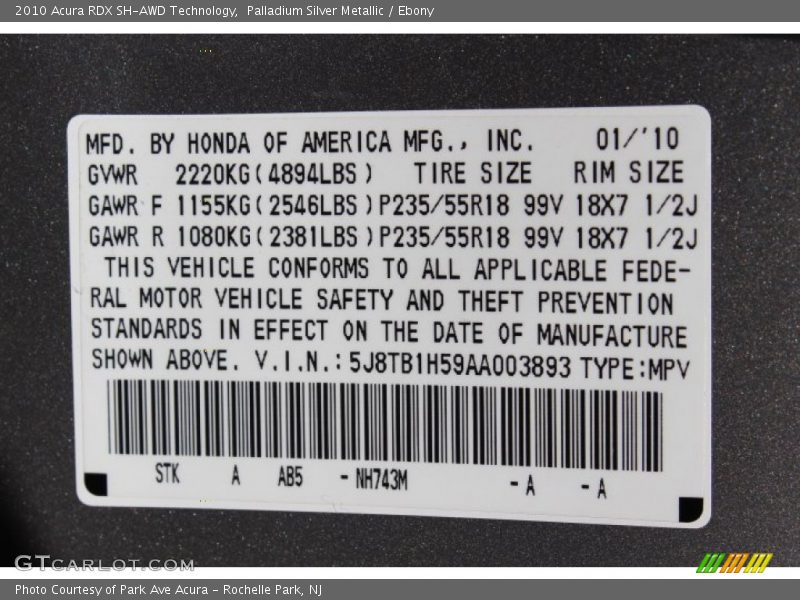 2010 Acura RDX SH-AWD Technology,  Palladium Silver Metallic / Ebony
MFD. BY HONDA OF AMERICA MFG., INC. 01/'10
GVWR 2220KG(4894LBS) TIRE SIZE RIM SIZE
GAWR F 1155KG(2546LBS)P235/55R18 99V 18X7 1/2J
GAWR R 1080KG(2381LBS)P235/55R18 99V 18X7 1/2J
THIS VEHICLE CONFORMS TO ALL APPLICABLE FEDE-
RAL MOTOR VEHICLE SAFETY AND THEFT PREVENTION
STANDARDS IN EFFECT ON THE DATE OF MANUFACTURE
SHOWN ABOVE. V.I.N.:5J8TB1H59AA003893 TYPE:MPV
STK A AB5 -NH743M -A -A
GTCARLOT.COM
Photo Courtesy of Park Ave Acura - Rochelle Park, NJ